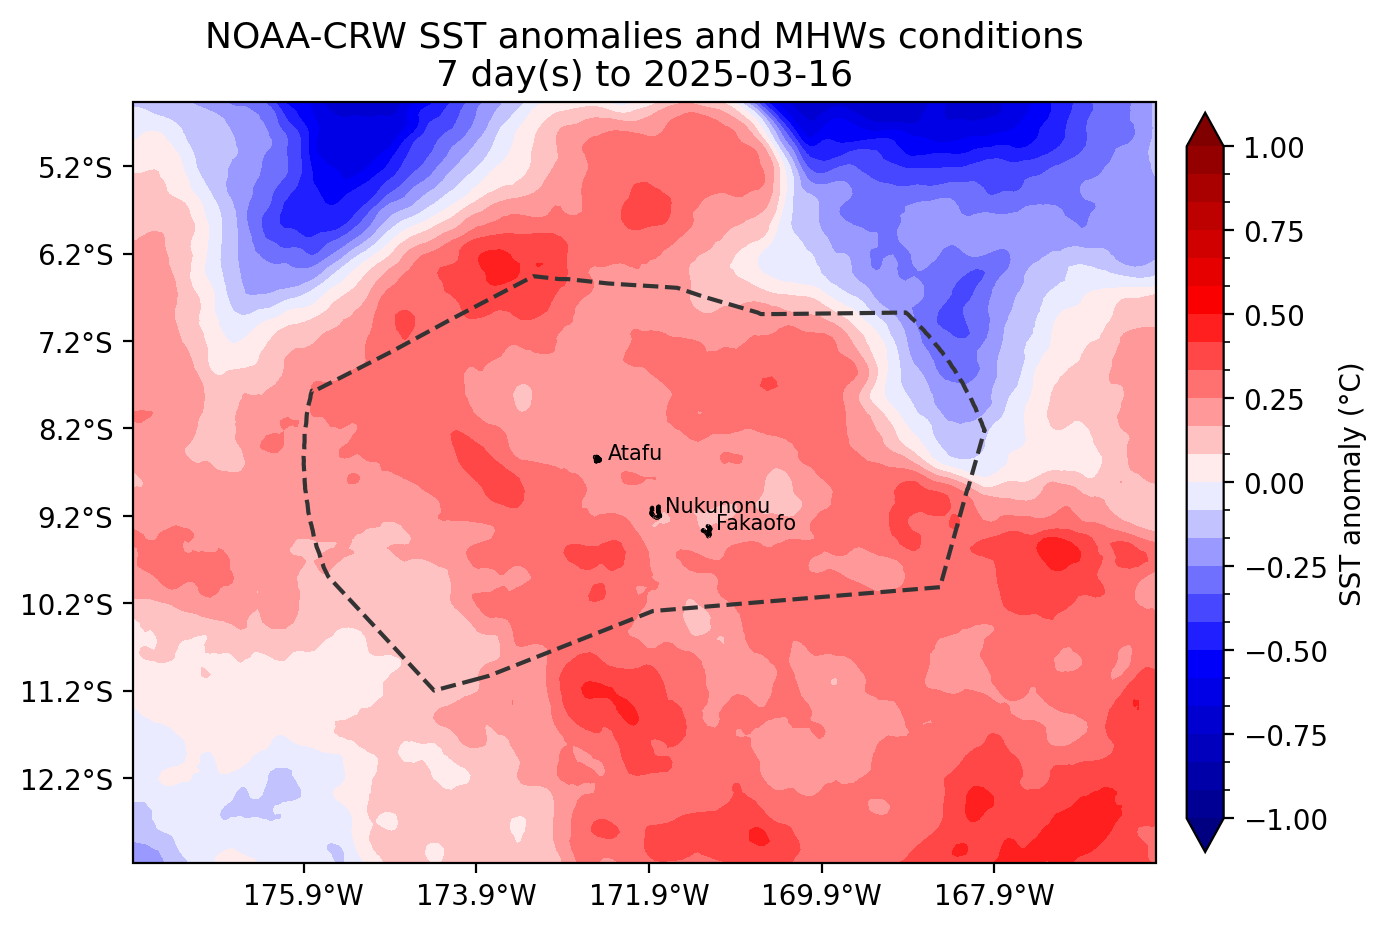 NOAA-CRW SST anomalies and MHWs conditions
7 day(s) to 2025-03-16
5.2°S
6.2°S
7.2°S
8.2°S
9.2°S
10.2°S
11.2°S
12.2°S
Atafu
Nukunonu
Fakaofo
175.9°W
173.9°W
171.9°W
169.9°W
167.9°W
1.00
0.75
0.50
0.25
0.00
−0.25
−0.50
−0.75
−1.00
SST anomaly (°C)